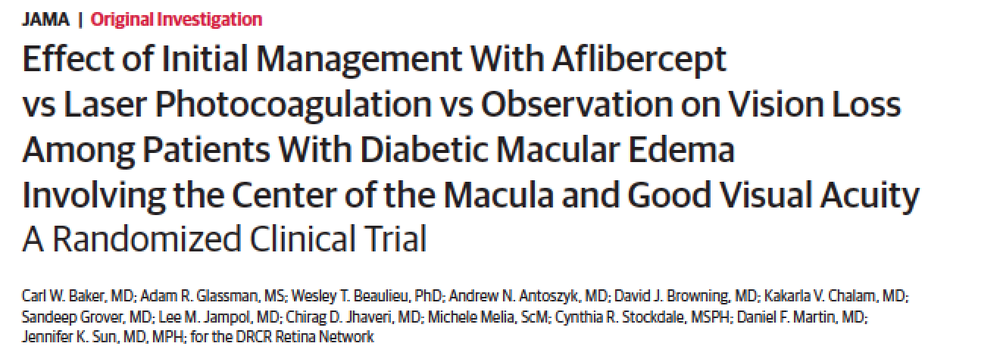 JAMA | Original Investigation
Effect of Initial Management With Aflibercept
vs Laser Photocoagulation vs Observation on Vision Loss
Among Patients With Diabetic Macular Edema
Involving the Center of the Macula and Good Visual Acuity
A Randomized Clinical Trial
Carl W. Baker, MD; Adam R. Glassman, MS; Wesley T. Beaulieu, PhD; Andrew N. Antoszyk, MD; David J. Browning, MD; Kakarla V. Chalam, MD;
Sandeep Grover, MD; Lee M. Jampol, MD; Chirag D. Jhaveri, MD; Michele Melia, ScM; Cynthia R. Stockdale, MSPH; Daniel F. Martin, MD;
Jennifer K. Sun, MD, MPH; for the DRCR Retina Network